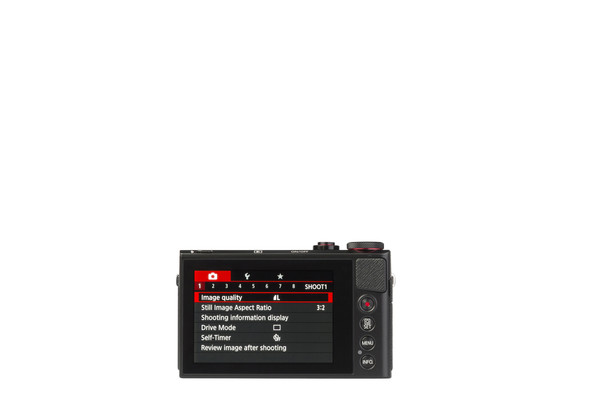 1 2 3 4 5 6 7 8 SHOOT1
Image quality L
Still Image Aspect Ratio 3:2
Shooting information display
Drive Mode
Self-Timer
Review image after shooting
MENU
INFO.